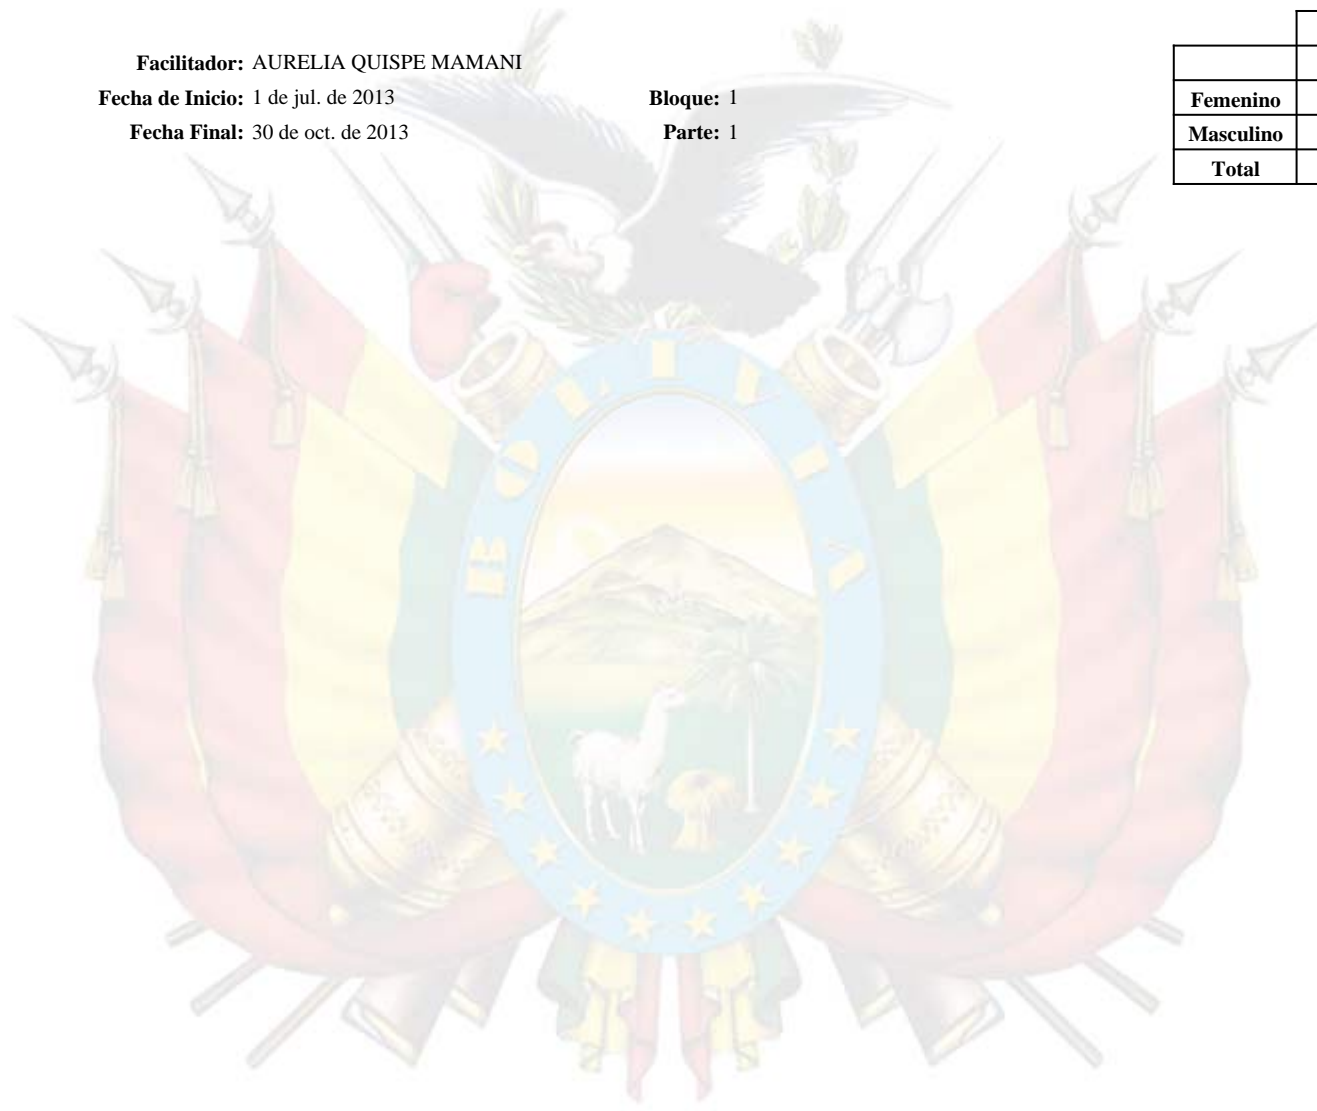 Facilitador: AURELIA QUISPE MAMANI
Fecha de Inicio: 1 de jul. de 2013 Bloque: 1
Fecha Final: 30 de oct. de 2013 Parte: 1
Femenino
Masculino
Total
BOLIVIA